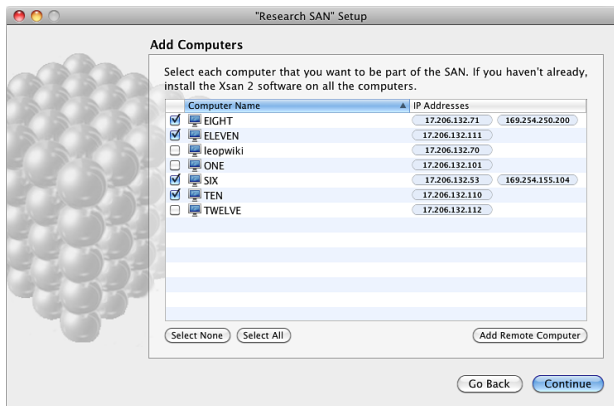 "Research SAN" Setup
Add Computers
Select each computer that you want to be part of the SAN. If you haven't already,
install the Xsan 2 software on all the computers.
Computer Name IP Addresses
EIGHT 17.206.132.71 169.254.250.200
ELEVEN 17.206.132.111
leopwiki 17.206.132.70
ONE 17.206.132.101
SIX 17.206.132.53 169.254.155.104
TEN 17.206.132.110
TWELVE 17.206.132.112
Select None Select All Add Remote Computer
Go Back Continue